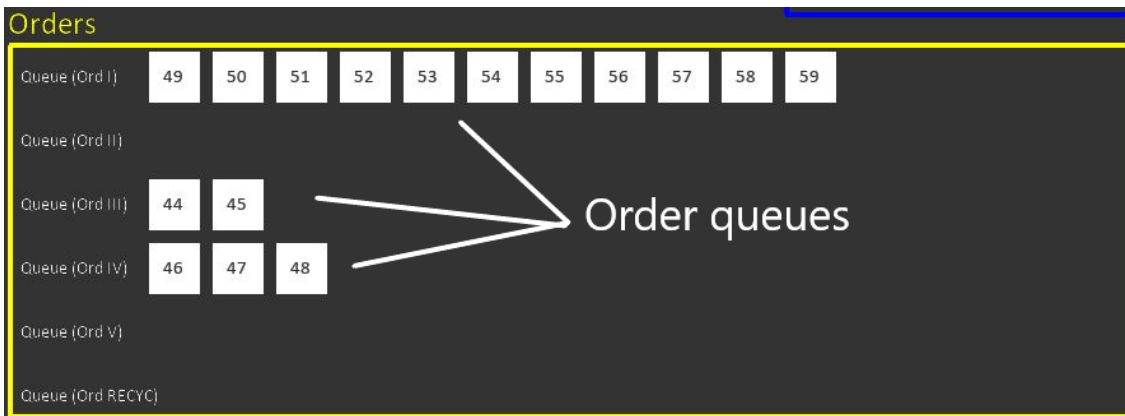 Orders
Queue (Ord I) 49 50 51 52 53 54 55 56 57 58 59
Queue (Ord II)
Queue (Ord III) 44 45
Order queues
Queue (Ord IV) 46 47 48
Queue (Ord V)
Queue (Ord RECYC)